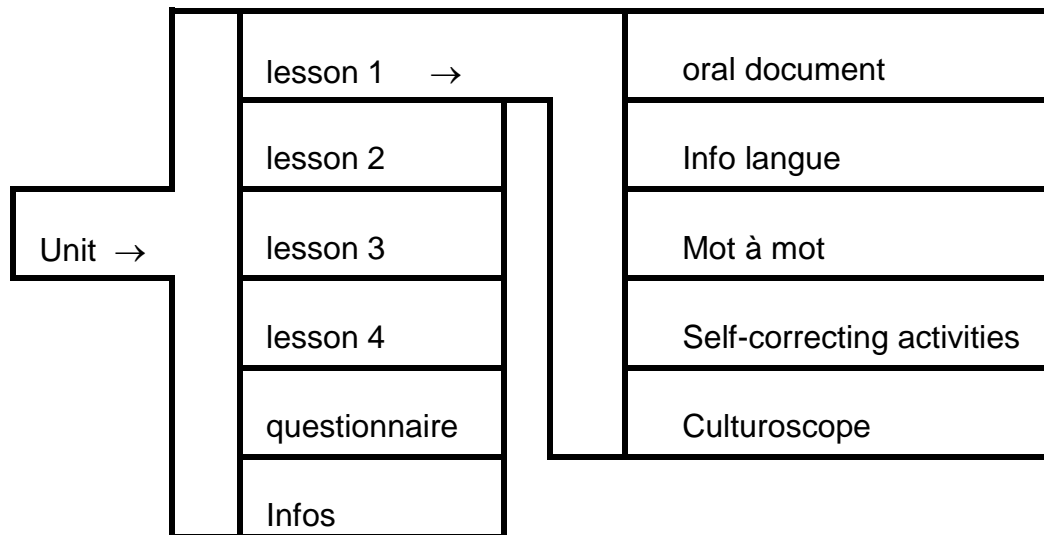 lesson 1 → oral document
lesson 2 Info langue
Unit → lesson 3 Mot à mot
lesson 4 Self-correcting activities
questionnaire Culturoscope
Infos